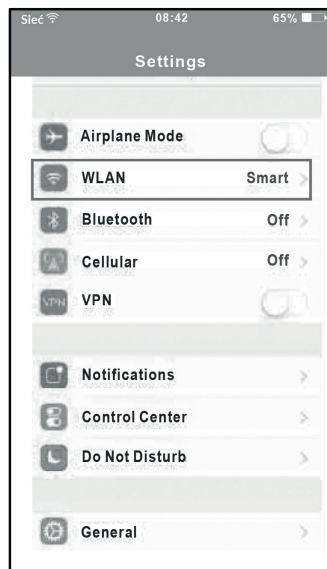 Sieć 08:42 65%
Settings
Airplane Mode
WLAN Smart
Bluetooth Off
Cellular Off
VPN VPN
Notifications
Control Center
Do Not Disturb
General